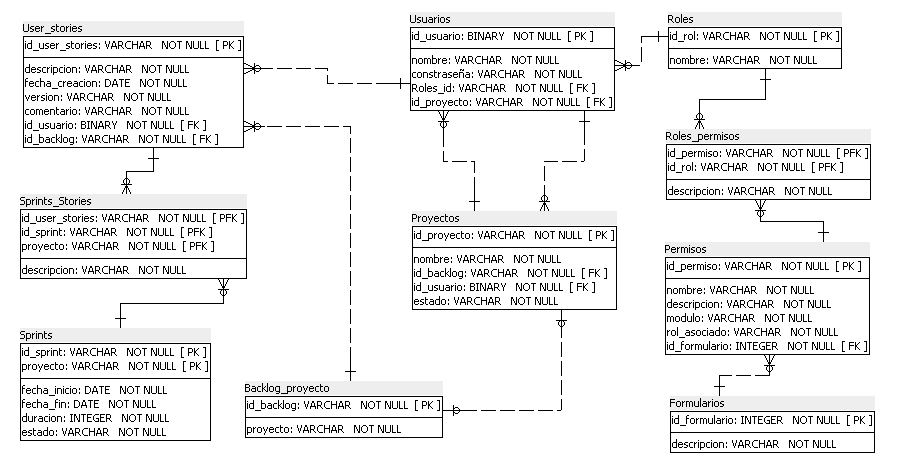 User_stories
id_user_stories: VARCHAR NOT NULL [ PK ]
descripcion: VARCHAR NOT NULL
fecha_creacion: DATE NOT NULL
version: VARCHAR NOT NULL
comentario: VARCHAR NOT NULL
id_usuario: BINARY NOT NULL [ FK ]
id_backlog: VARCHAR NOT NULL [ FK ]
Sprints_Stories
id_user_stories: VARCHAR NOT NULL [ PFK ]
id_sprint: VARCHAR NOT NULL [ PFK ]
proyecto: VARCHAR NOT NULL [ PFK ]
descripcion: VARCHAR NOT NULL
Sprints
id_sprint: VARCHAR NOT NULL [ PK ]
proyecto: VARCHAR NOT NULL [ PK ]
fecha_inicio: DATE NOT NULL
fecha_fin: DATE NOT NULL
duracion: INTEGER NOT NULL
estado: VARCHAR NOT NULL
Usuarios
id_usuario: BINARY NOT NULL [ PK ]
nombre: VARCHAR NOT NULL
constraseña: VARCHAR NOT NULL
Roles_id: VARCHAR NOT NULL [ FK ]
id_proyecto: VARCHAR NOT NULL [ FK ]
Proyectos
id_proyecto: VARCHAR NOT NULL [ PK ]
nombre: VARCHAR NOT NULL
id_backlog: VARCHAR NOT NULL [ FK ]
id_usuario: BINARY NOT NULL [ FK ]
estado: VARCHAR NOT NULL
Backlog_proyecto
id_backlog: VARCHAR NOT NULL [ PK ]
proyecto: VARCHAR NOT NULL
Roles
id_rol: VARCHAR NOT NULL [ PK ]
nombre: VARCHAR NOT NULL
Roles_permisos
id_permiso: VARCHAR NOT NULL [ PFK ]
id_rol: VARCHAR NOT NULL [ PFK ]
descripcion: VARCHAR NOT NULL
Permisos
id_permiso: VARCHAR NOT NULL [ PK ]
nombre: VARCHAR NOT NULL
descripcion: VARCHAR NOT NULL
modulo: VARCHAR NOT NULL
rol_asociado: VARCHAR NOT NULL
id_formulario: INTEGER NOT NULL [ FK ]
Formularios
id_formulario: INTEGER NOT NULL [ PK ]
descripcion: VARCHAR NOT NULL